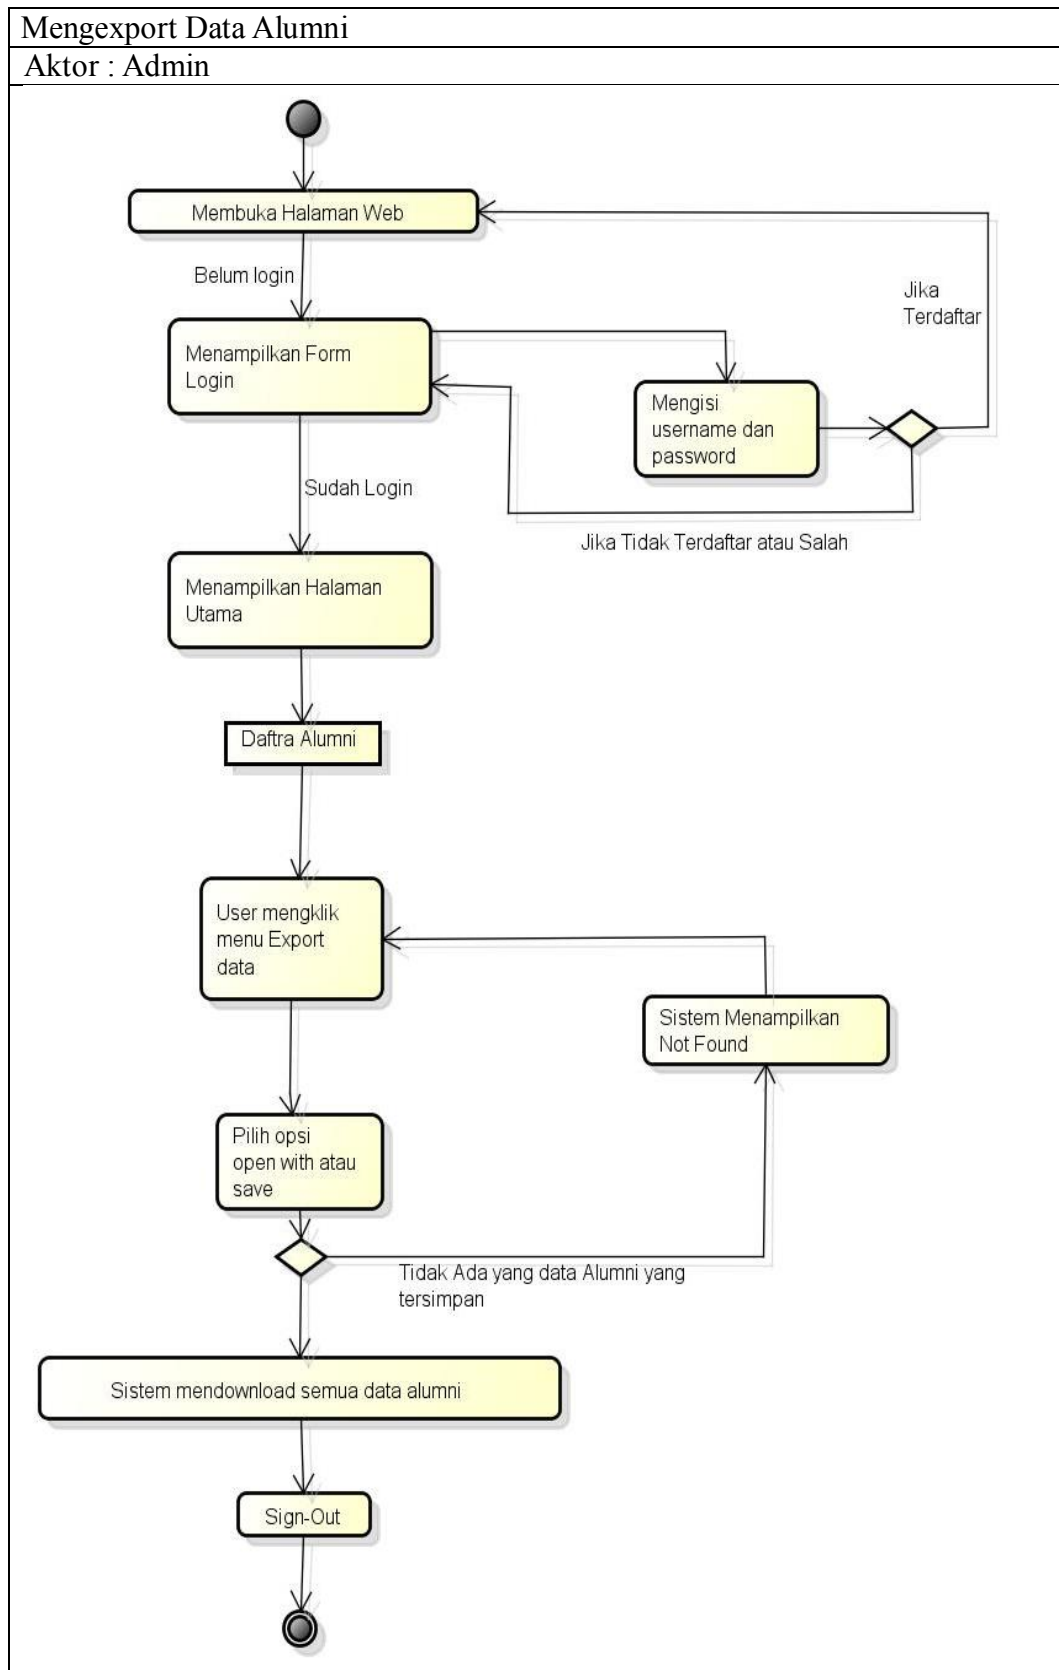 Mengexport Data Alumni
Aktor : Admin
Membuka Halaman Web
Belum login
Jika
Terdaftar
Menampilkan Form
Login
Mengisi
username dan
password
Sudah Login
Jika Tidak Terdaftar atau Salah
Menampilkan Halaman
Utama
Daftra Alumni
User mengklik
menu Export
data
Sistem Menampilkan
Not Found
Pilih opsi
open with atau
save
Tidak Ada yang data Alumni yang
tersimpan
Sistem mendownload semua data alumni
Sign-Out